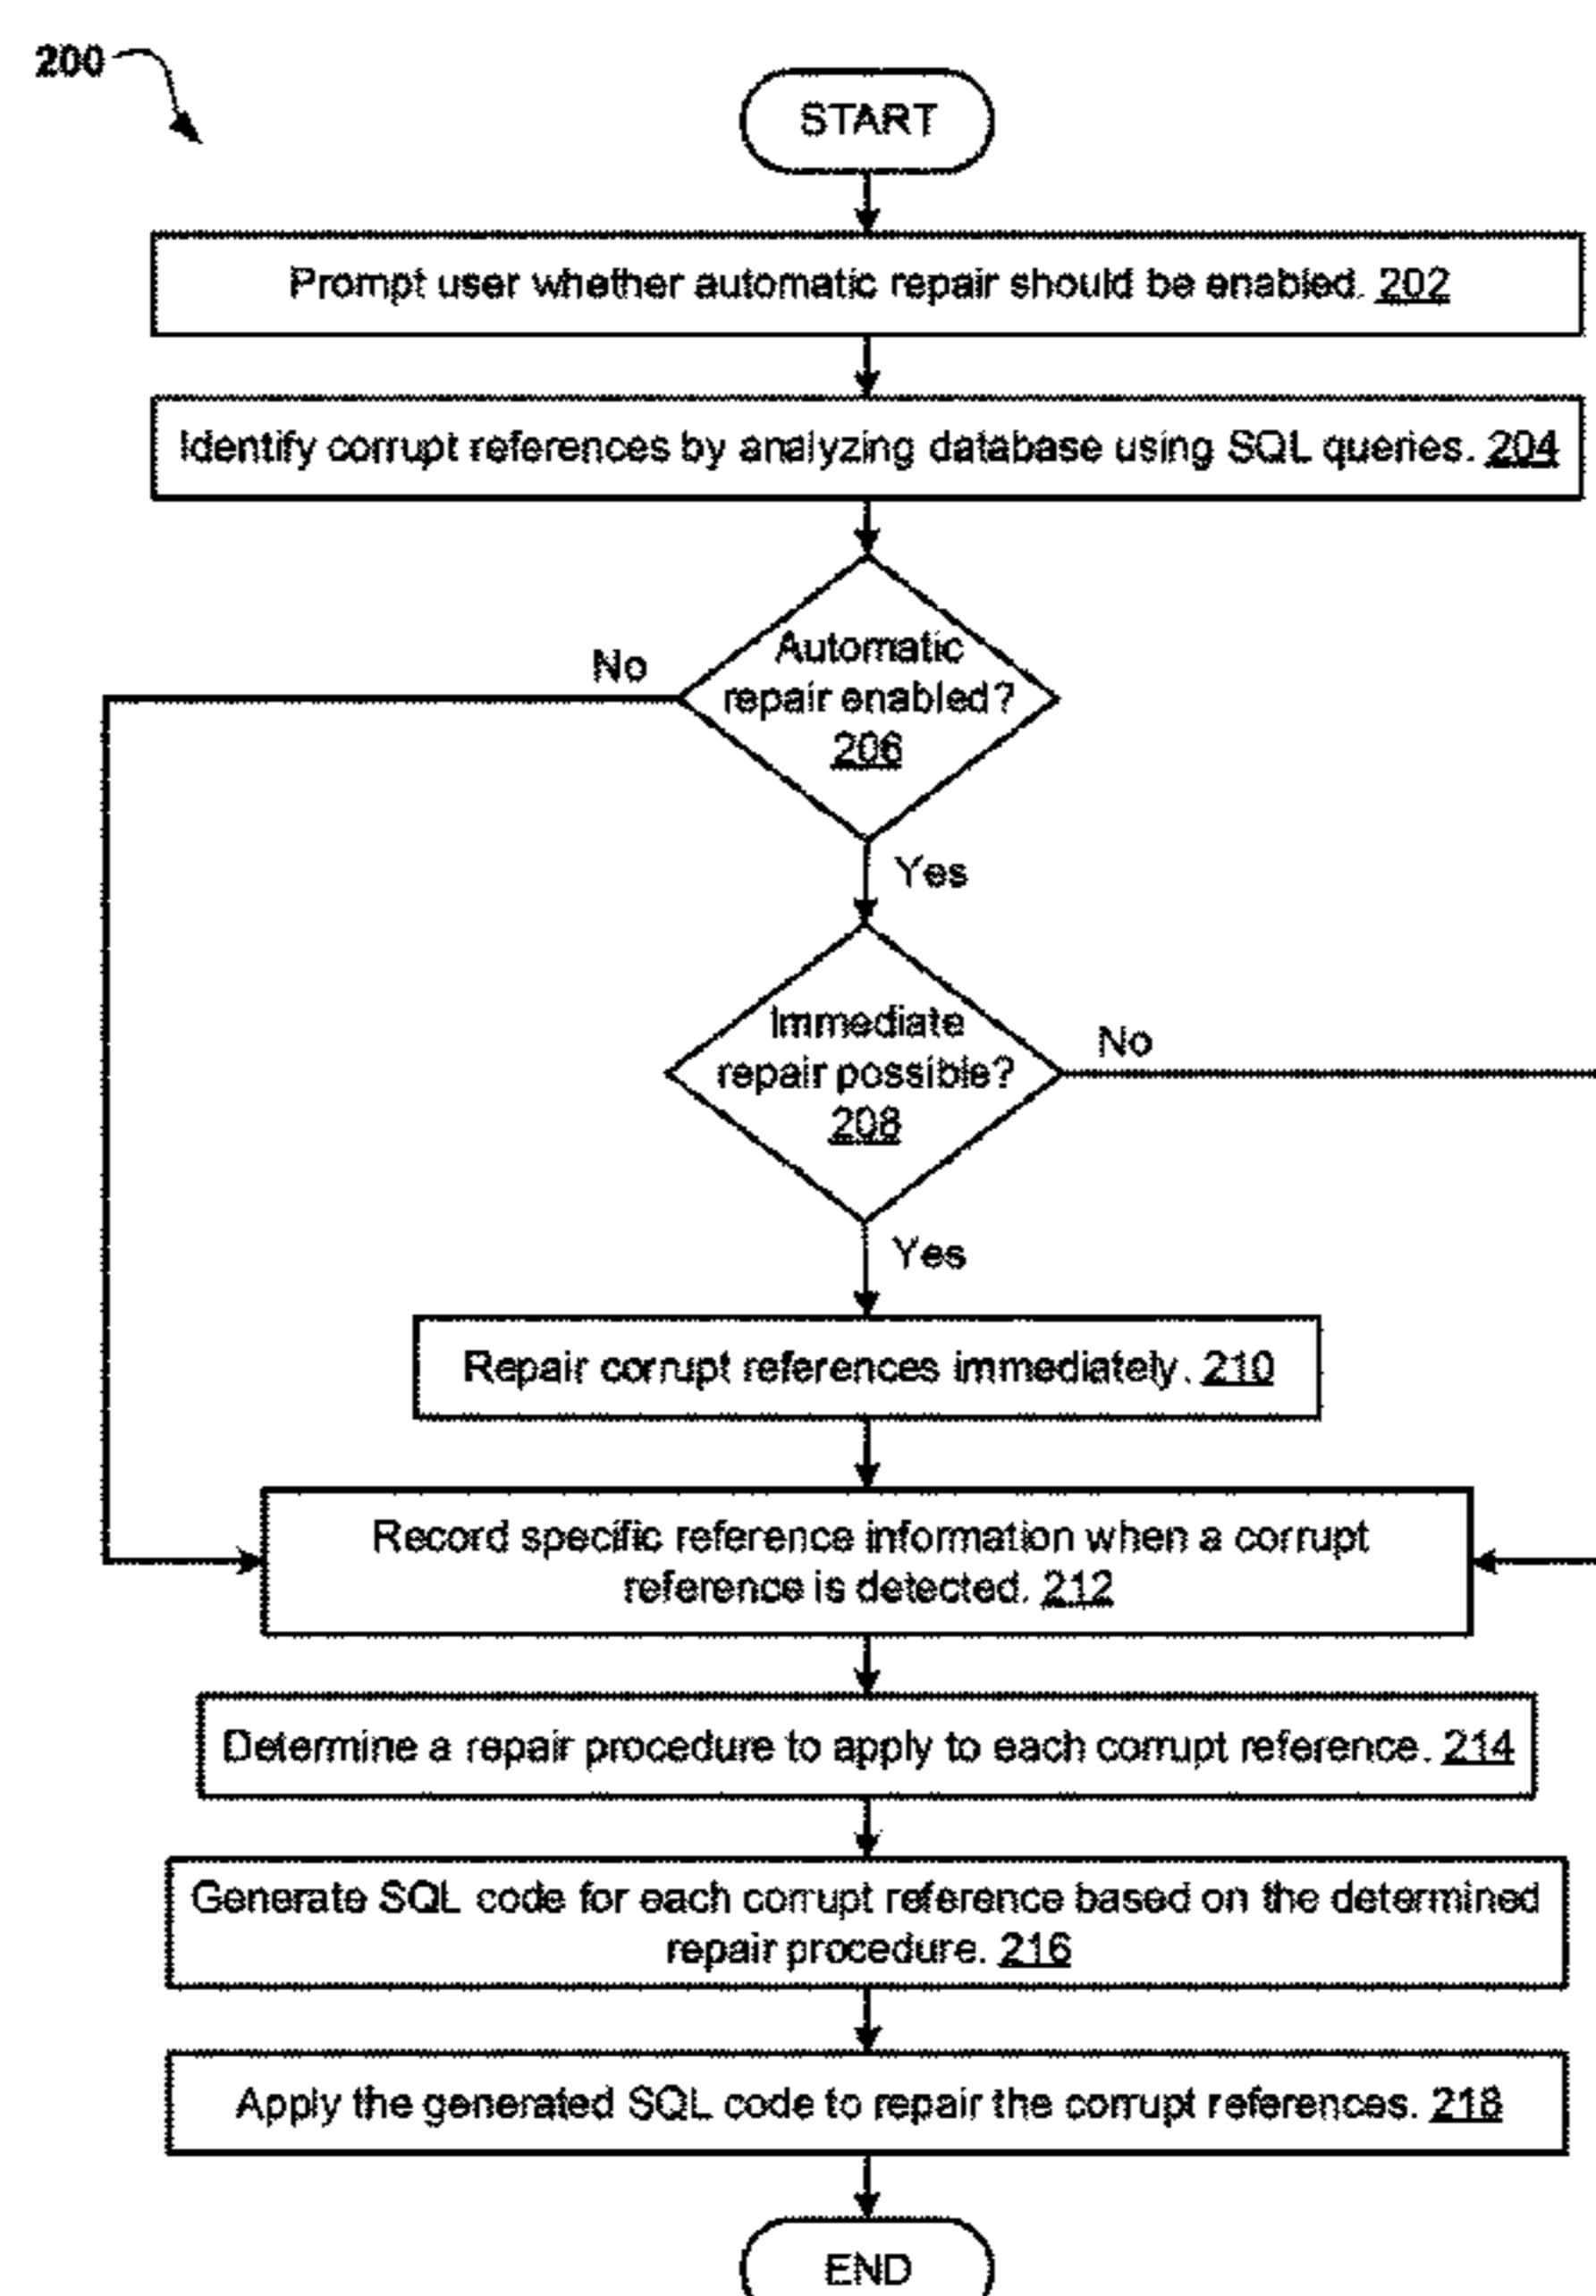 200
START
Prompt user whether automatic repair should be enabled. 202
Identify corrupt references by analyzing database using SQL queries. 204
Automatic
repair enabled?
206
No
Yes
Immediate
repair possible?
208
No
Yes
Repair corrupt references immediately. 210
Record specific reference information when a corrupt
reference is detected. 212
Determine a repair procedure to apply to each corrupt reference. 214
Generate SQL code for each corrupt reference based on the determined
repair procedure. 216
Apply the generated SQL code to repair the corrupt references. 218
END